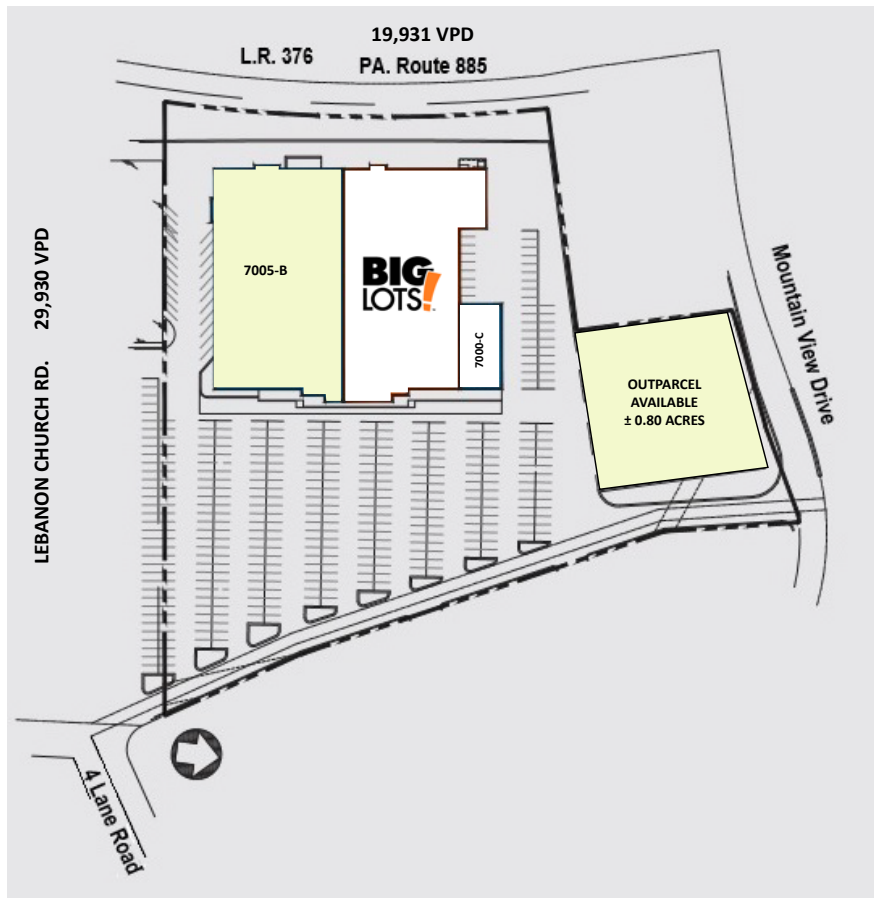 19,931 VPD
L.R. 376
PA. Route 885
LEBANON CHURCH RD. 29,930 VPD
7005-B
BIG
LOTS!
7000-C
OUTPARCEL
AVAILABLE
± 0.80 ACRES
Mountain View Drive
4 Lane Road